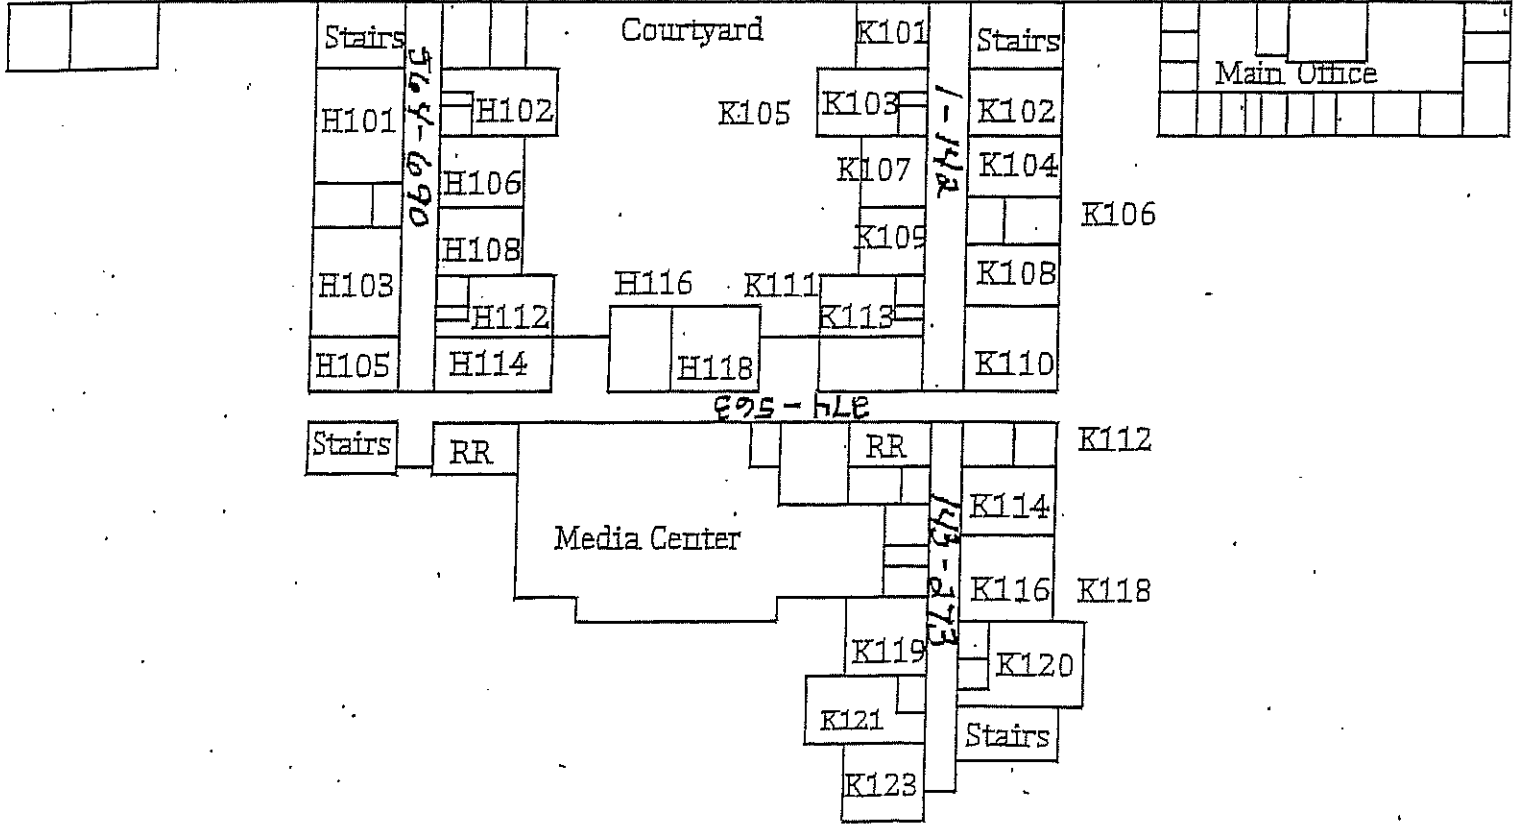 Stairs
Courtyard
K101
Stairs
Main Office
564-690
H101
H102
K105
K103
1-142
K102
H106
K107
K104
K106
H108
K109
K108
H103
H116
K111
H112
K113
H105
H114
H118
K110
274-563
Stairs
RR
RR
K112
143-273
K114
Media Center
K116
K118
K119
K120
K121
Stairs
K123